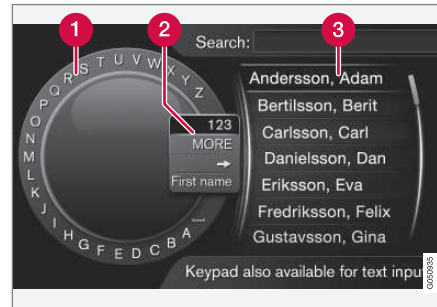 1
2
3
Search:
A B C D E F G H I J K L M N O P Q R S T U V W X Y Z
123
MORE
First name
Andersson, Adam
Bertilsson, Berit
Carlsson, Carl
Danielsson, Dan
Eriksson, Eva
Fredriksson, Felix
Gustavsson, Gina
Keypad also available for text inpu
G050935